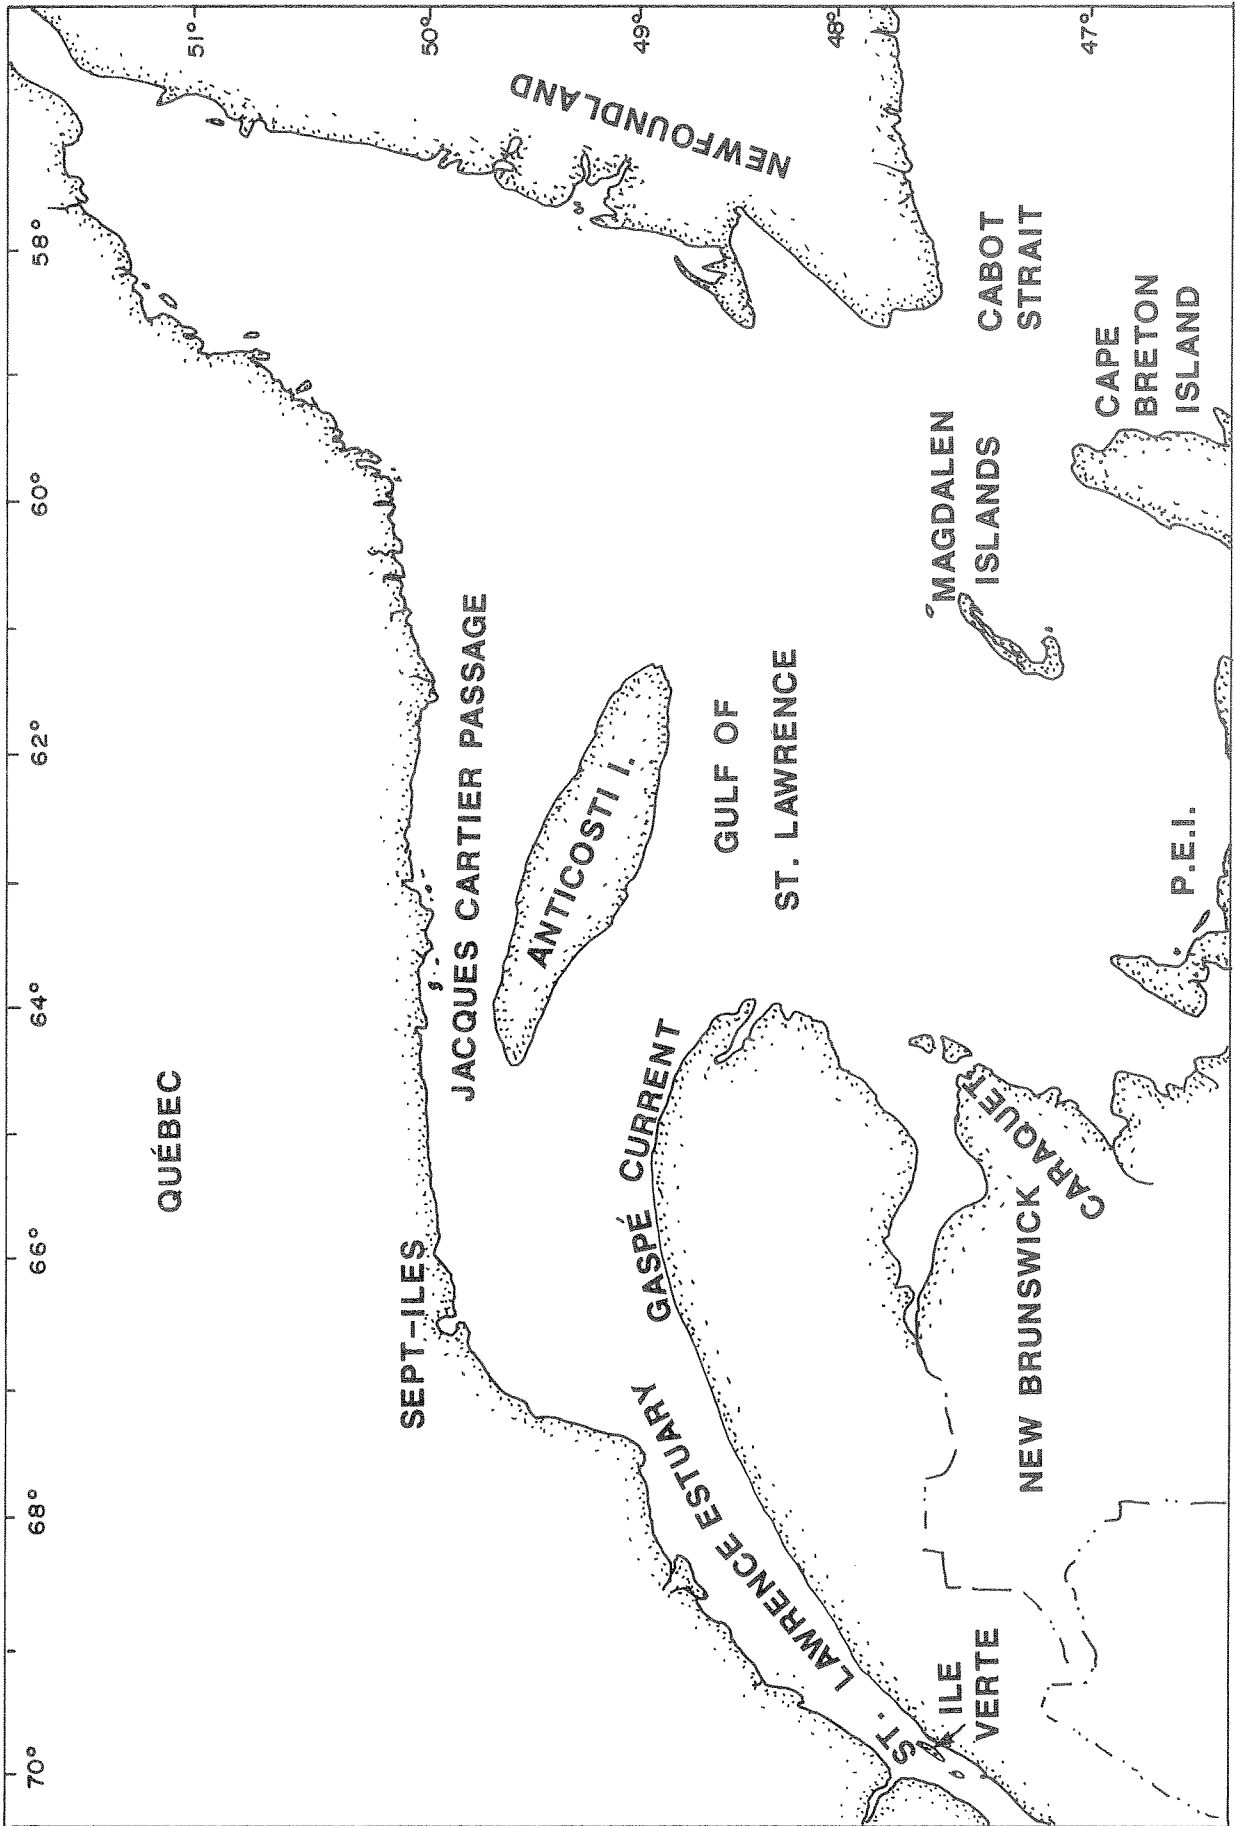 70°
68°
66°
64°
62°
60°
58°
51°
50°
49°
48°
47°
QUÉBEC
SEPT-ILES
JACQUES CARTIER PASSAGE
ANTICOSTI I.
NEWFOUNDLAND
GASPÉ CURRENT
ST. LAWRENCE ESTUARY
GULF OF
ST. LAWRENCE
MAGDALEN
ISLANDS
CABOT
STRAIT
CAPE
BRETON
ISLAND
ILE
VERTE
NEW BRUNSWICK
CARAQUET
P.E.I.